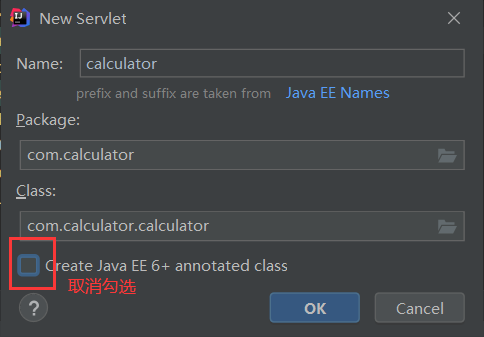 New Servlet
Name: calculator
prefix and suffix are taken from Java EE Names
Package:
com.calculator
Class:
com.calculator.calculator
Create Java EE 6+ annotated class
取消勾选
? OK Cancel